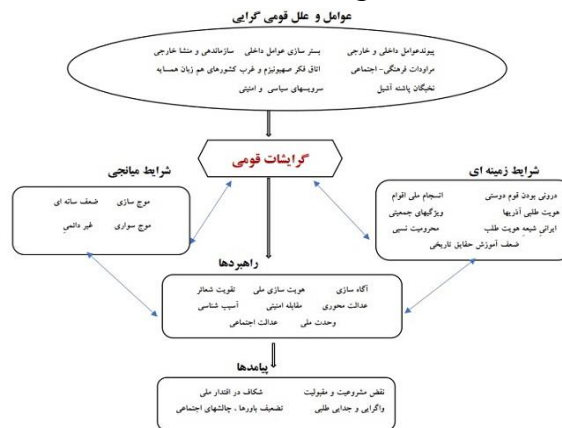 عوامل و علل قومی گرایی
پیوندعوامل داخلی و خارجی
بستر سازی عوامل داخلی
سازماندهی و منشا خارجی
مراودات فرهنگی- اجتماعی
اتاق فکر صهیونیزم و غرب
کشورهای هم زبان همسایه
نخبگان پاشنه آشیل
سرویسهای سیاسی و امنیتی
گرایشات قومی
شرایط زمینه ای
درونی بودن قوم دوستی
انسجام ملی اقوام
هویت طلبی آذریها
ویژگیهای جمعیتی
ایرانیِ شیعهِ هویت طلب
محرومیت نسبی
ضعف آموزش حقایق تاریخی
شرایط میانجی
موج سازی
ضعف سانه ای
موج سواری
غیر دائمیِ
راهبردها
آگاه سازی
هویت سازی ملی
تقویت شعائر
عدالت محوری
مقابله امنیتی
آسیب شناسی
وحدت ملی
عدالت اجتماعی
پیامدها
نقض مشروعیت و مقبولیت
شکاف در اقتدار ملی
واگرایی و جدایی طلبی
تضعیف باورها ، چالشهای اجتماعی